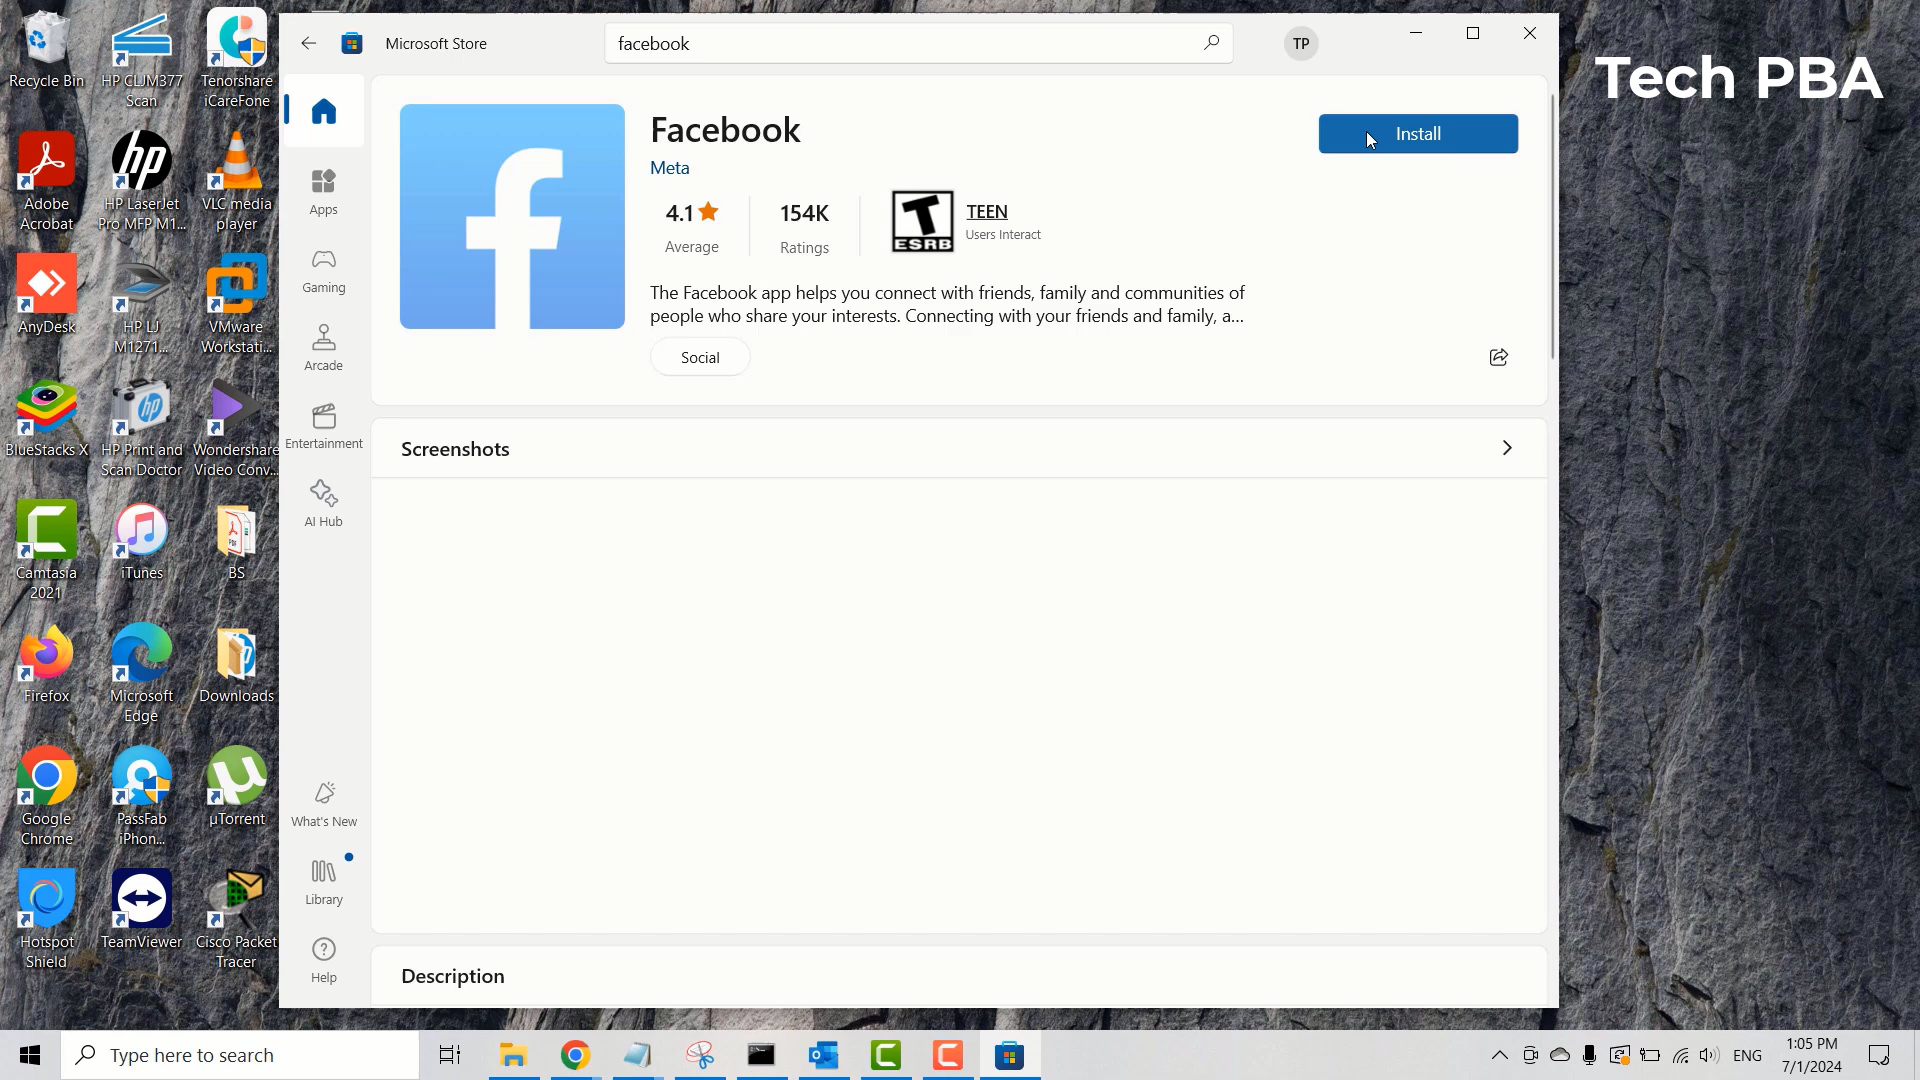 Recycle Bin
HP CLJM377
Scan
Tenorshare
iCareFone
Adobe
Acrobat
HP LaserJet
Pro MFP M1...
VLC media
player
AnyDesk
HP LJ
M1271...
VMware
Workstati...
BlueStacks X
HP Print and
Scan Doctor
Wondershare
Video Conv...
Camtasia
2021
iTunes
BS
Firefox
Microsoft
Edge
Downloads
Google
Chrome
PassFab
iPhon...
µTorrent
Hotspot
Shield
TeamViewer
Cisco Packet
Tracer
Microsoft Store
facebook
TP
Tech PBA
Apps
Gaming
Arcade
Entertainment
AI Hub
What's New
Library
Help
Facebook
Meta
Install
4.1
Average
154K
Ratings
T
ESRB
TEEN
Users Interact
The Facebook app helps you connect with friends, family and communities of
people who share your interests. Connecting with your friends and family, a...
Social
Screenshots
Description
Type here to search
ENG
1:05 PM
7/1/2024